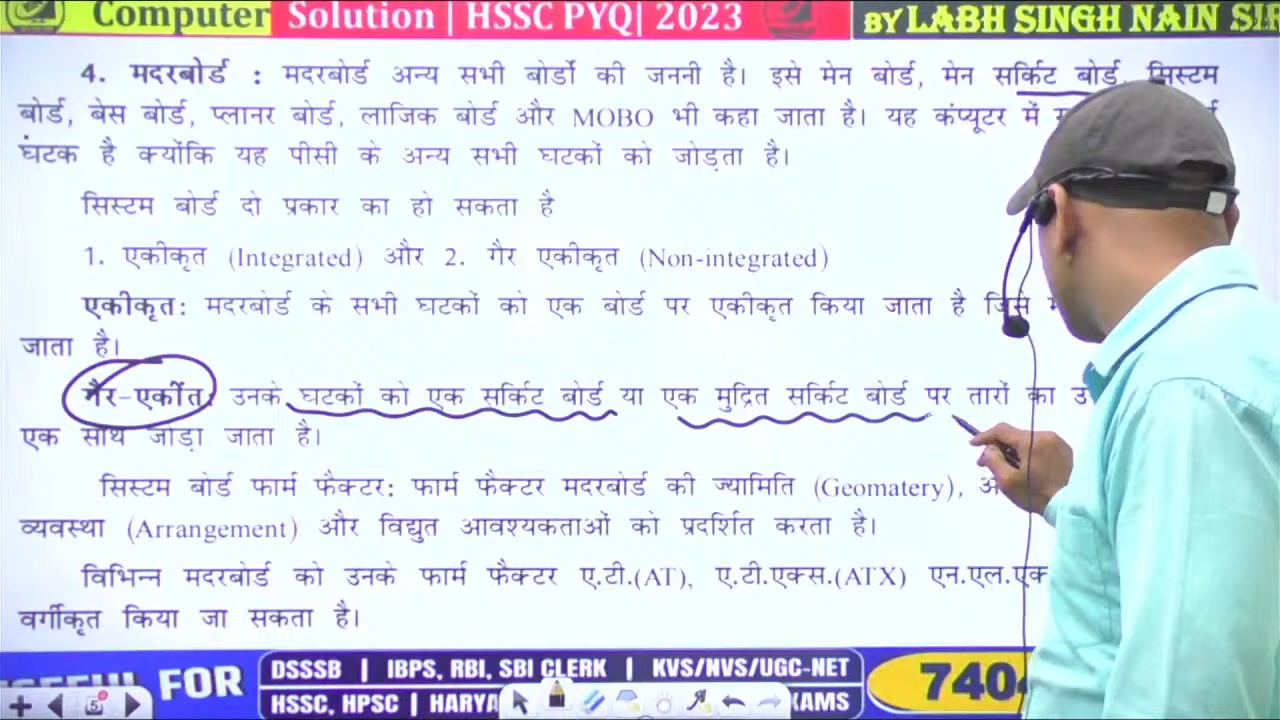 Computer Solution | HSSC PYQ| 2023 BY LABH SINGH NAIN SIR
4. मदरबोर्ड : मदरबोर्ड अन्य सभी बोर्डों की जननी है। इसे मेन बोर्ड, मेन सर्किट बोर्ड, सिस्टम
बोर्ड, बेस बोर्ड, प्लानर बोर्ड, लाजिक बोर्ड और MOBO भी कहा जाता है। यह कंप्यूटर में
घटक है क्योंकि यह पीसी के अन्य सभी घटकों को जोड़ता है।
सिस्टम बोर्ड दो प्रकार का हो सकता है
1. एकीकृत (Integrated) और 2. गैर एकीकृत (Non-integrated)
एकीकृत: मदरबोर्ड के सभी घटकों को एक बोर्ड पर एकीकृत किया जाता है जिसे
जाता है।
गैर-एर्कीत: उनके घटकों को एक सर्किट बोर्ड या एक मुद्रित सर्किट बोर्ड पर तारों का
एक साथ जोड़ा जाता है।
सिस्टम बोर्ड फार्म फैक्टर: फार्म फैक्टर मदरबोर्ड की ज्यामिति (Geomatery),
व्यवस्था (Arrangement) और विद्युत आवश्यकताओं को प्रदर्शित करता है।
विभिन्न मदरबोर्ड को उनके फार्म फैक्टर ए.टी.(AT), ए.टी.एक्स.(ATX) एन.एल.एक
वर्गीकृत किया जा सकता है।
FOR DSSSB | IBPS, RBI, SBI CLERK | KVS/NVS/UGC-NET 740
HSSC, HPSC | HARYA